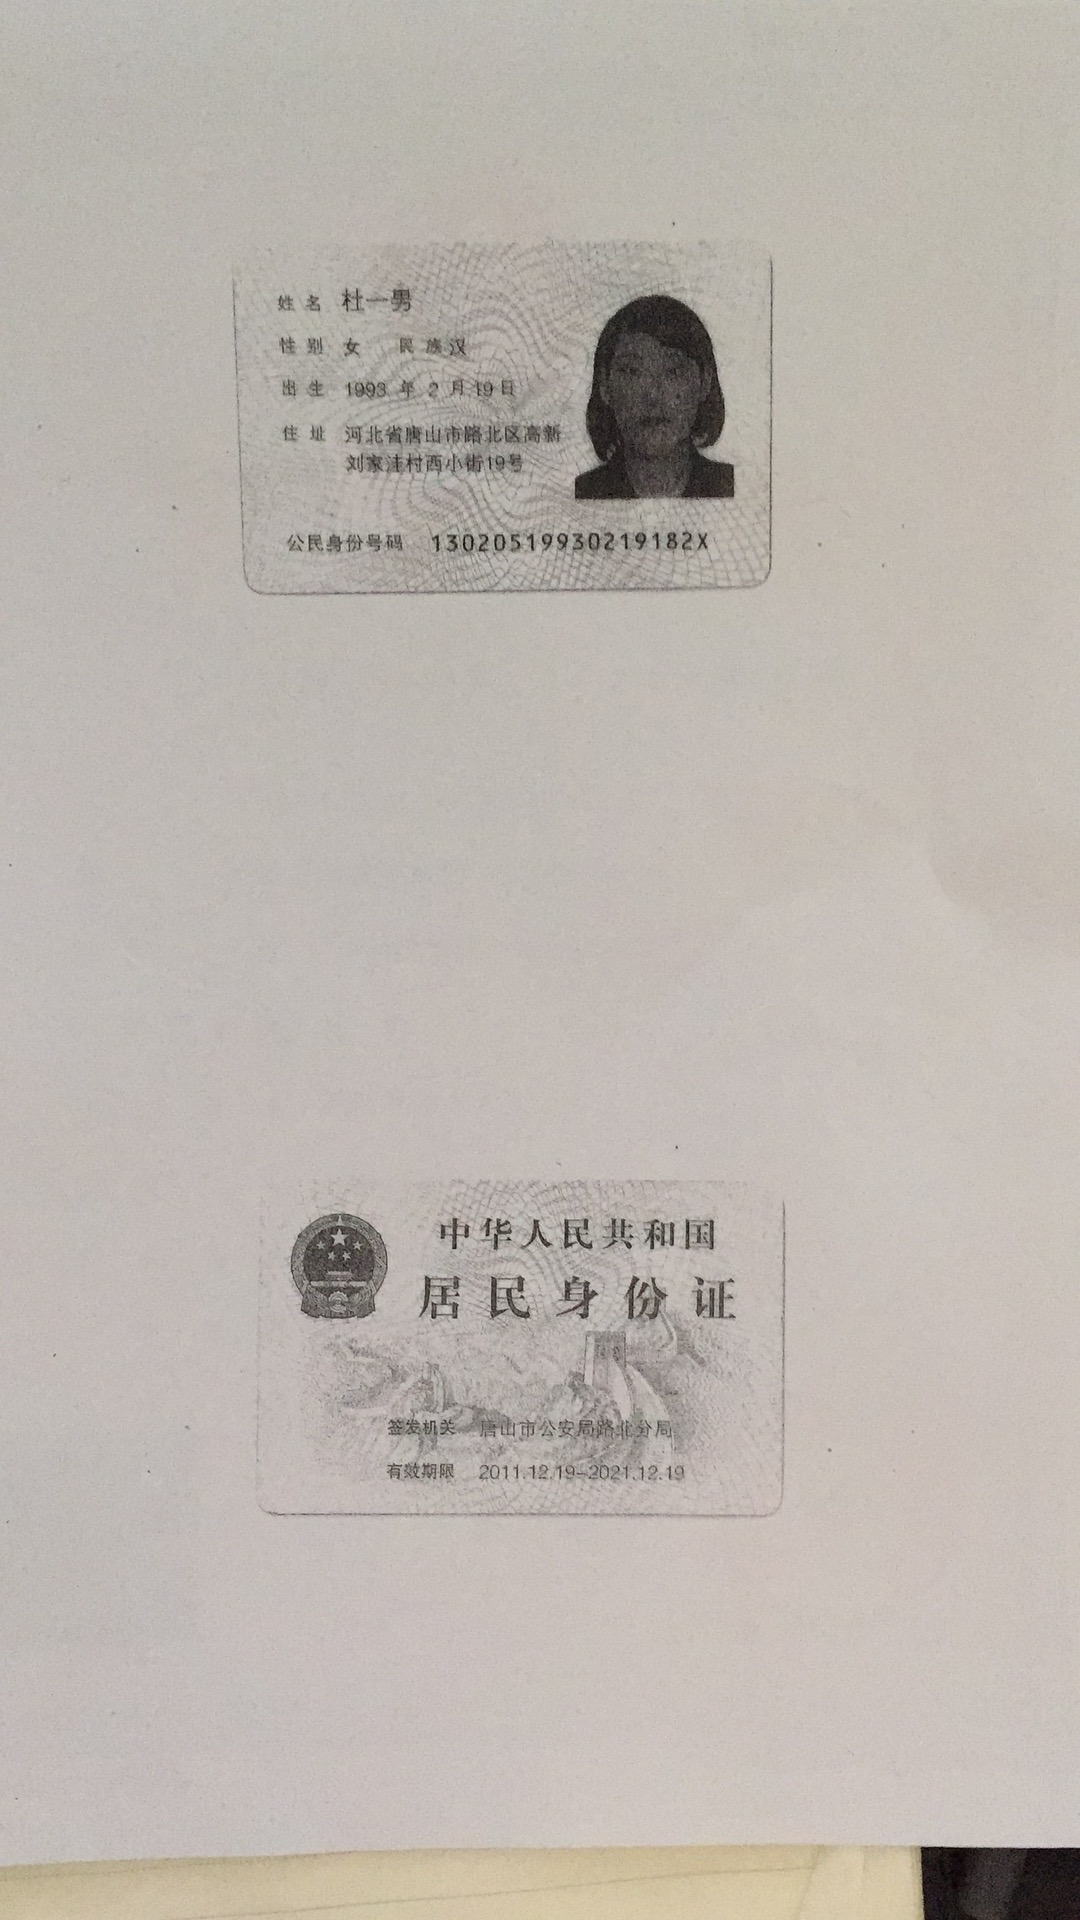 姓名 杜一男
性别 女 民族 汉
出生 1993 年 2 月 19 日
住址 河北省唐山市路北区高新
刘家洼村西小街19号
公民身份号码 13020519930219182X
中华人民共和国
居民身份证
签发机关 唐山市公安局路北分局
有效期限 2011.12.19-2021.12.19